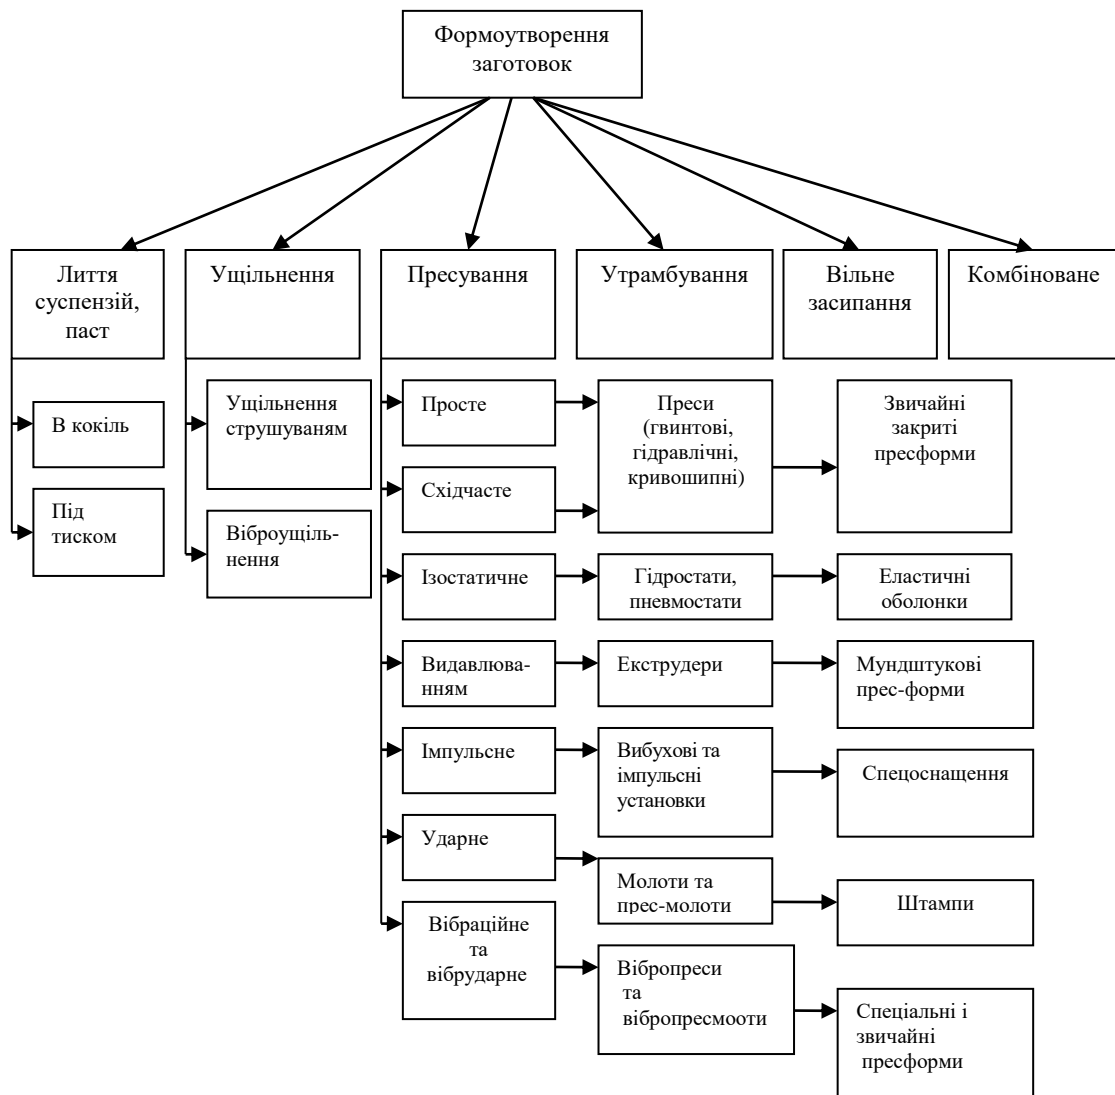 Формоутворення
заготовок
Лиття
суспензій,
паст
Ущільнення
Пресування
Утрамбування
Вільне
засипання
Комбіноване
В кокіль
Під
тиском
Ущільнення
струшуваням
Віброущіль-
нення
Просте
Преси
(гвинтові,
гідравлічні,
кривошипні)
Звичайні
закриті
пресформи
Східчасте
Ізостатичне
Гідростати,
пневмостати
Еластичні
оболонки
Видавлюва-
нням
Екструдери
Мундштукові
прес-форми
Імпульсне
Вибухові та
імпульсні
установки
Спецоснащення
Ударне
Молоти та
прес-молоти
Штампи
Вібраційне
та
вібрударне
Вібропреси
та
вібропресмооти
Спеціальні і
звичайні
пресформи